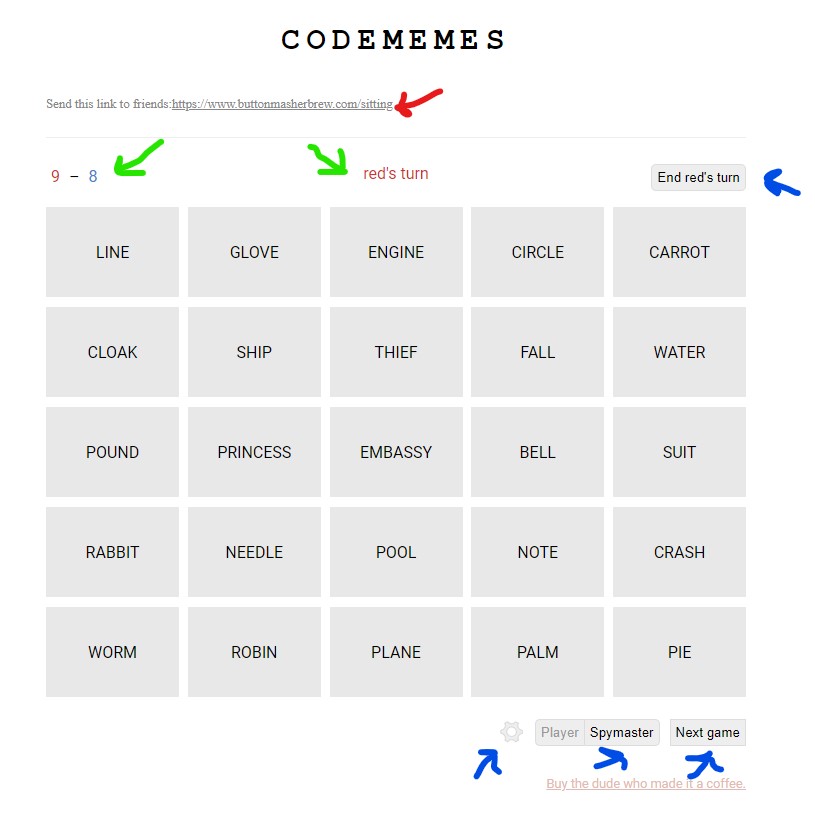 CODEMEMES
Send this link to friends:https://www.buttonmasherbrew.com/sitting
9 – 8 red's turn End red's turn
LINE GLOVE ENGINE CIRCLE CARROT
CLOAK SHIP THIEF FALL WATER
POUND PRINCESS EMBASSY BELL SUIT
RABBIT NEEDLE POOL NOTE CRASH
WORM ROBIN PLANE PALM PIE
Player Spymaster Next game
Buy the dude who made it a coffee.